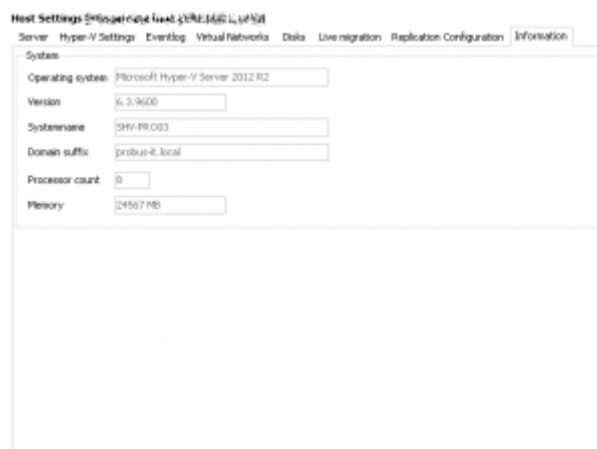 Host Settings
Server Hyper-V Settings Eventlog Virtual Networks Disks Live migration Replication Configuration Information
System
Operating system Microsoft Hyper-V Server 2012 R2
Version 6.3.9600
Systemname SHV-PRO03
Domain suffix probus-it.local
Processor count 8
Memory 24567 MB